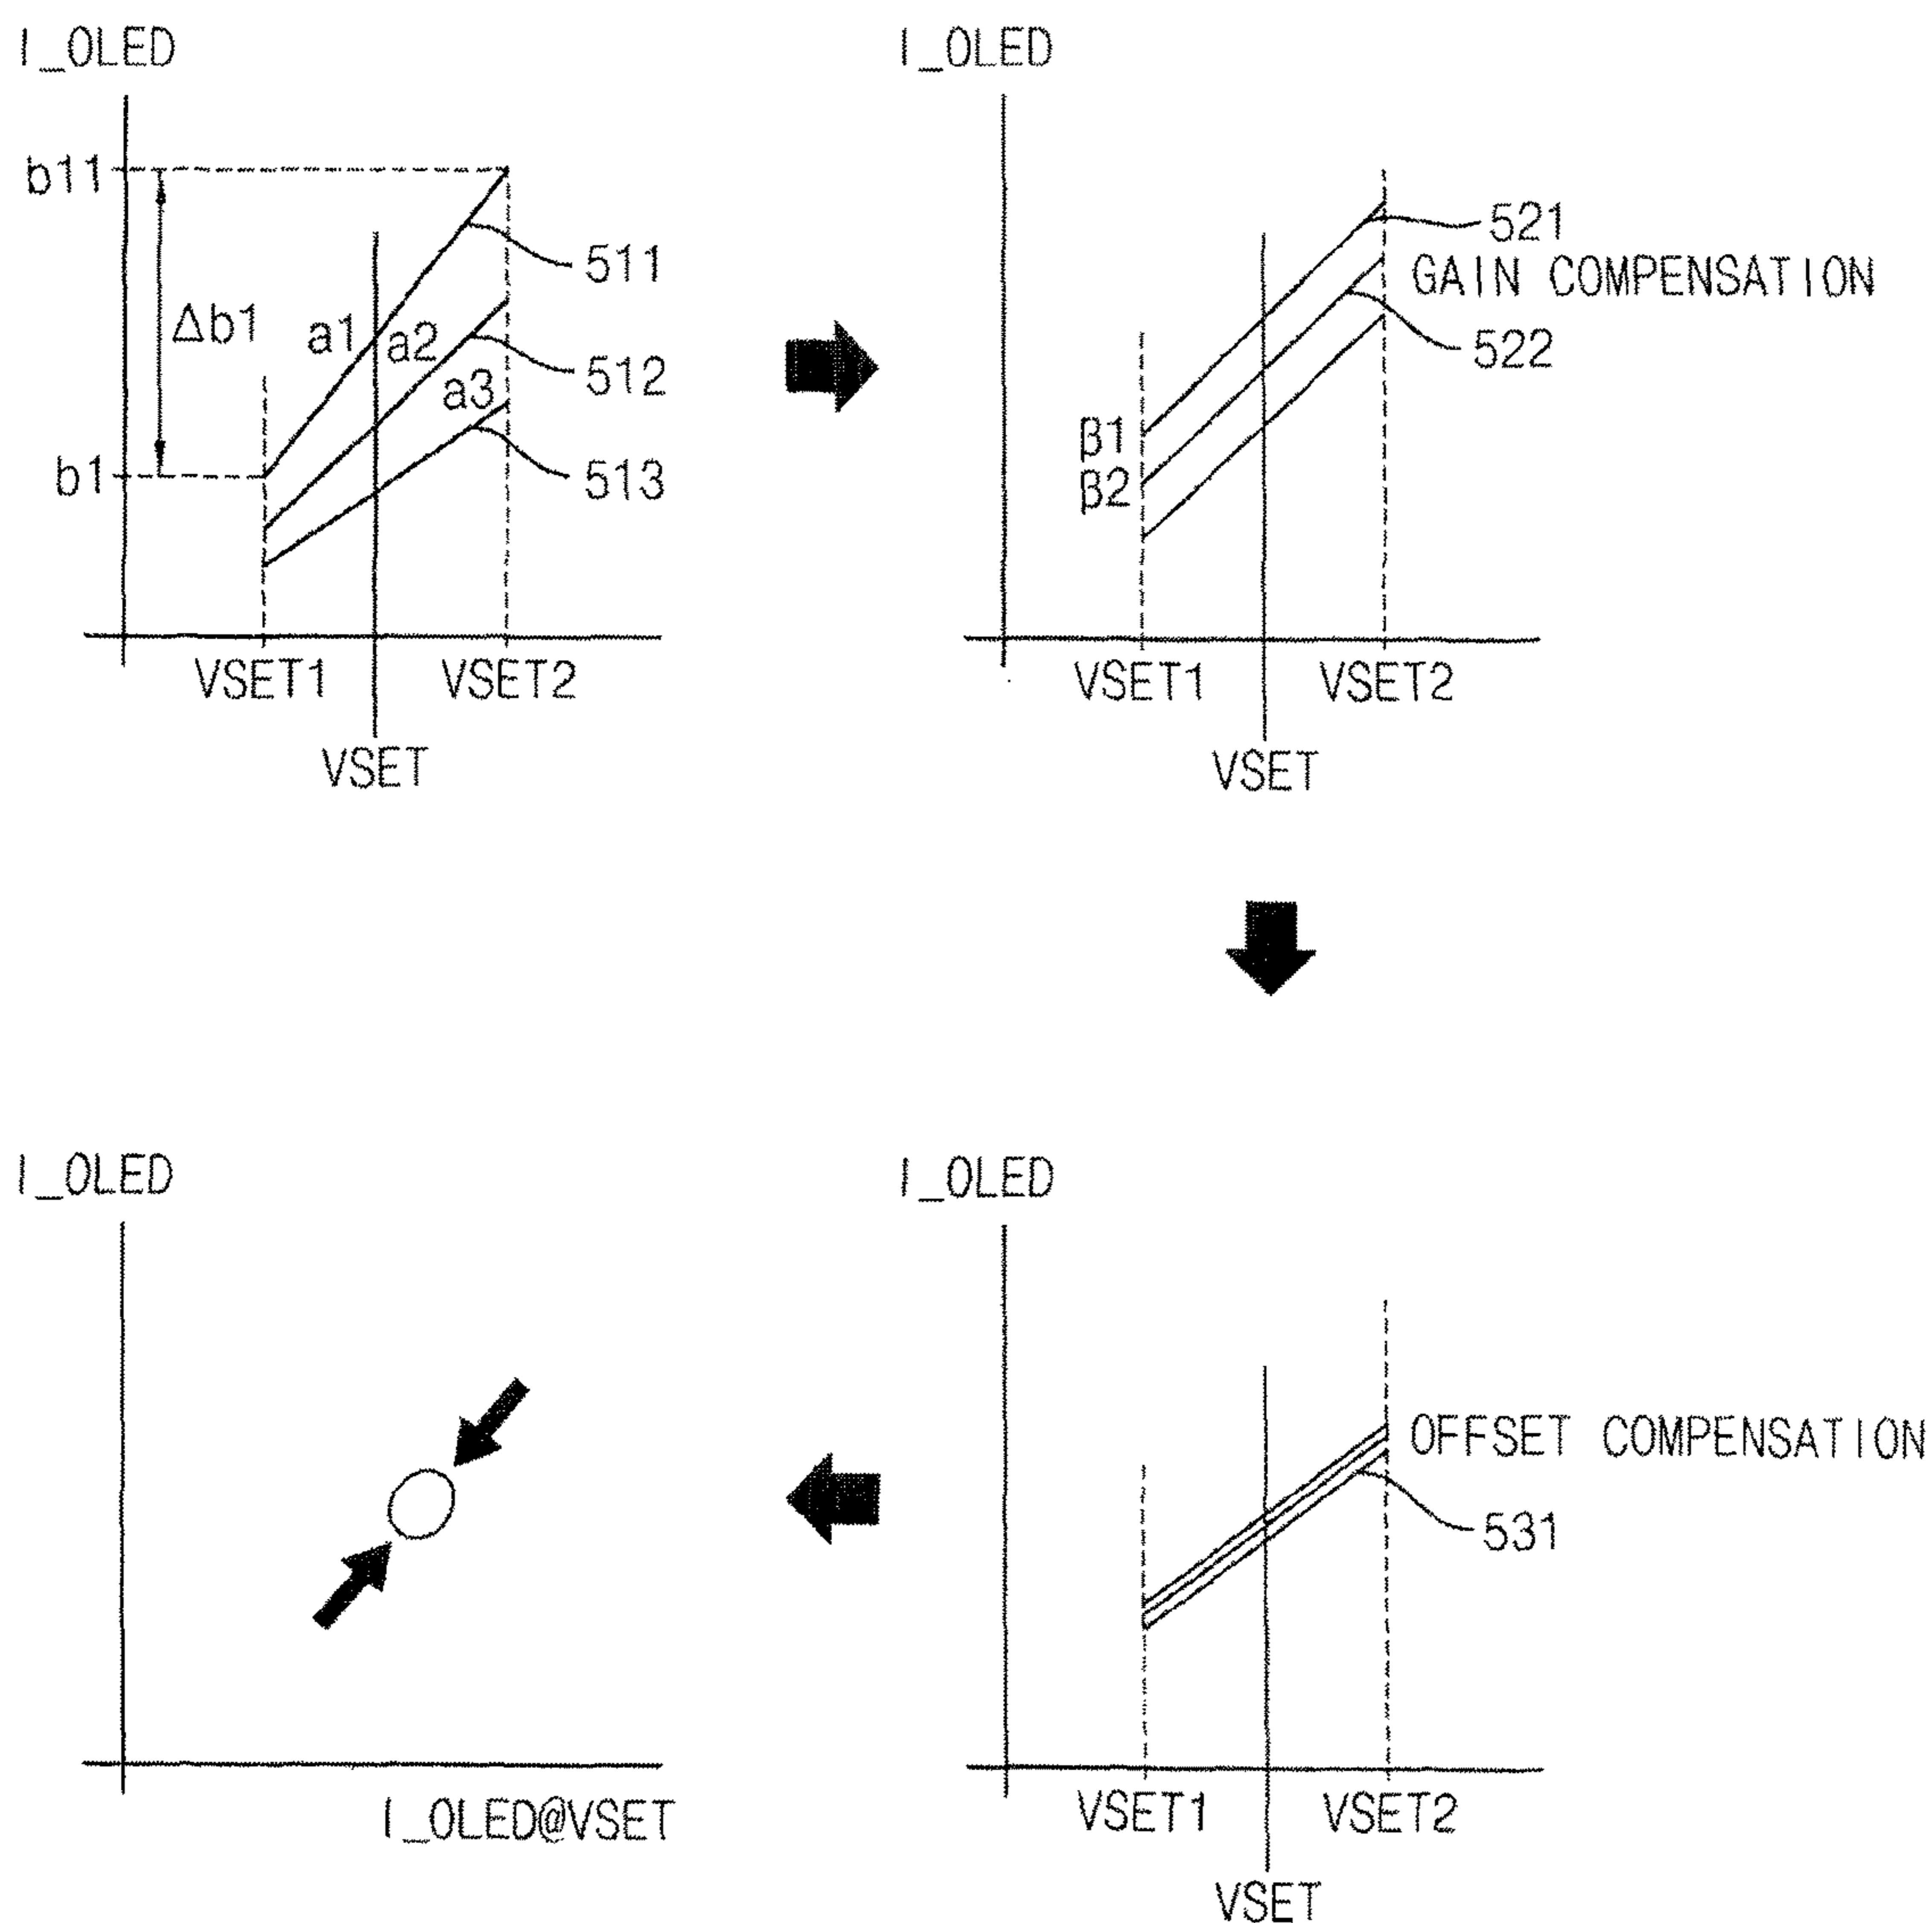 I_OLED
b11
Δb1
b1
a1
a2
a3
511
512
513
VSET1
VSET2
VSET
I_OLED
521
GAIN COMPENSATION
522
β1
β2
VSET1
VSET2
VSET
I_OLED
I_OLED@VSET
I_OLED
OFFSET COMPENSATION
531
VSET1
VSET2
VSET